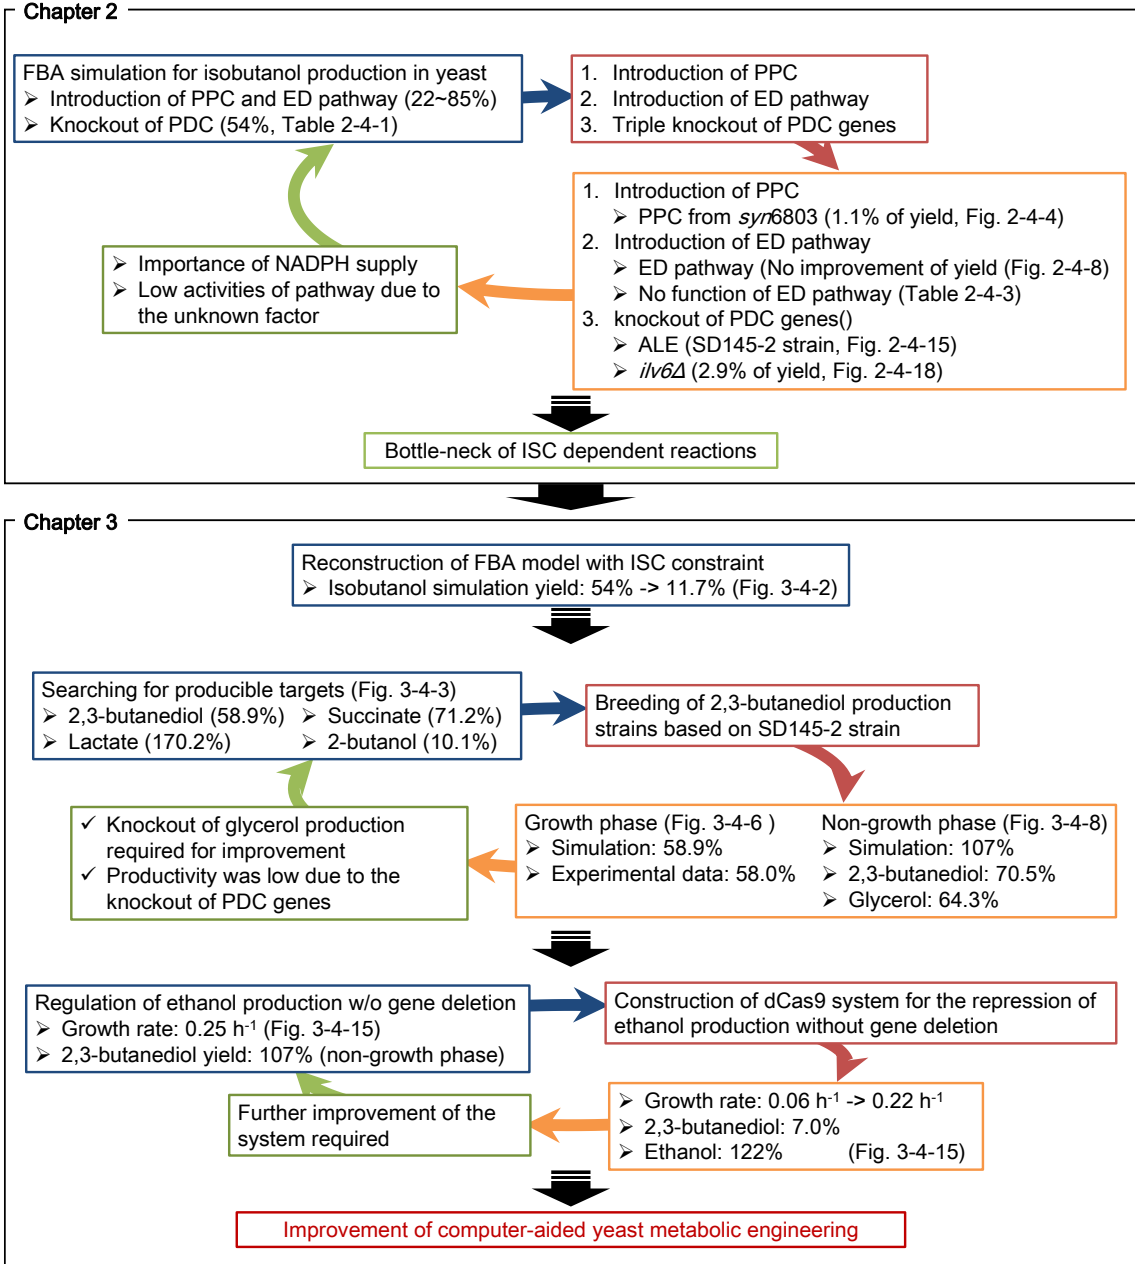 Chapter 2
FBA simulation for isobutanol production in yeast
➤ Introduction of PPC and ED pathway (22~85%)
➤ Knockout of PDC (54%, Table 2-4-1)
1. Introduction of PPC
2. Introduction of ED pathway
3. Triple knockout of PDC genes
1. Introduction of PPC
➤ PPC from syn6803 (1.1% of yield, Fig. 2-4-4)
2. Introduction of ED pathway
➤ ED pathway (No improvement of yield (Fig. 2-4-8)
➤ No function of ED pathway (Table 2-4-3)
3. knockout of PDC genes()
➤ ALE (SD145-2 strain, Fig. 2-4-15)
➤ ilv6Δ (2.9% of yield, Fig. 2-4-18)
➤ Importance of NADPH supply
➤ Low activities of pathway due to
the unknown factor
Bottle-neck of ISC dependent reactions
Chapter 3
Reconstruction of FBA model with ISC constraint
➤ Isobutanol simulation yield: 54% -> 11.7% (Fig. 3-4-2)
Searching for producible targets (Fig. 3-4-3)
➤ 2,3-butanediol (58.9%) ➤ Succinate (71.2%)
➤ Lactate (170.2%) ➤ 2-butanol (10.1%)
Breeding of 2,3-butanediol production
strains based on SD145-2 strain
Growth phase (Fig. 3-4-6 )
➤ Simulation: 58.9%
➤ Experimental data: 58.0%
Non-growth phase (Fig. 3-4-8)
➤ Simulation: 107%
➤ 2,3-butanediol: 70.5%
➤ Glycerol: 64.3%
✓ Knockout of glycerol production
required for improvement
✓ Productivity was low due to the
knockout of PDC genes
Regulation of ethanol production w/o gene deletion
➤ Growth rate: 0.25 h-1 (Fig. 3-4-15)
➤ 2,3-butanediol yield: 107% (non-growth phase)
Construction of dCas9 system for the repression of
ethanol production without gene deletion
➤ Growth rate: 0.06 h-1 -> 0.22 h-1
➤ 2,3-butanediol: 7.0%
➤ Ethanol: 122% (Fig. 3-4-15)
Further improvement of the
system required
Improvement of computer-aided yeast metabolic engineering